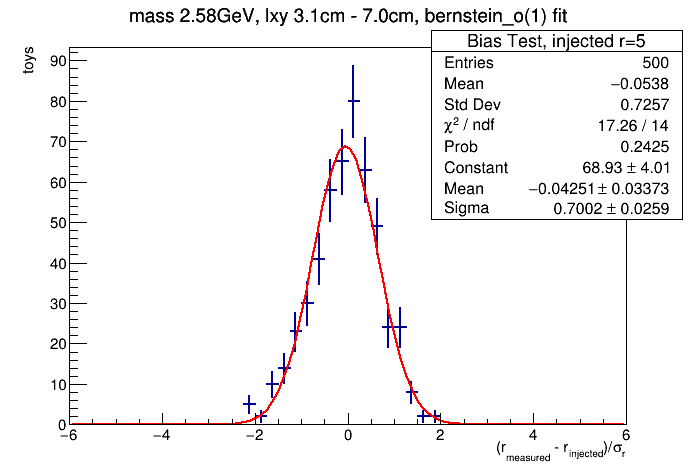 mass 2.58GeV, lxy 3.1cm - 7.0cm, bernstein_o(1) fit
Bias Test, injected r=5
Entries 500
Mean −0.0538
Std Dev 0.7257
χ² / ndf 17.26 / 14
Prob 0.2425
Constant 68.93 ± 4.01
Mean −0.04251 ± 0.03373
Sigma 0.7002 ± 0.0259
toys
90
80
70
60
50
40
30
20
10
0
−6 −4 −2 0 2 4 6
(r_measured - r_injected)/σ_r